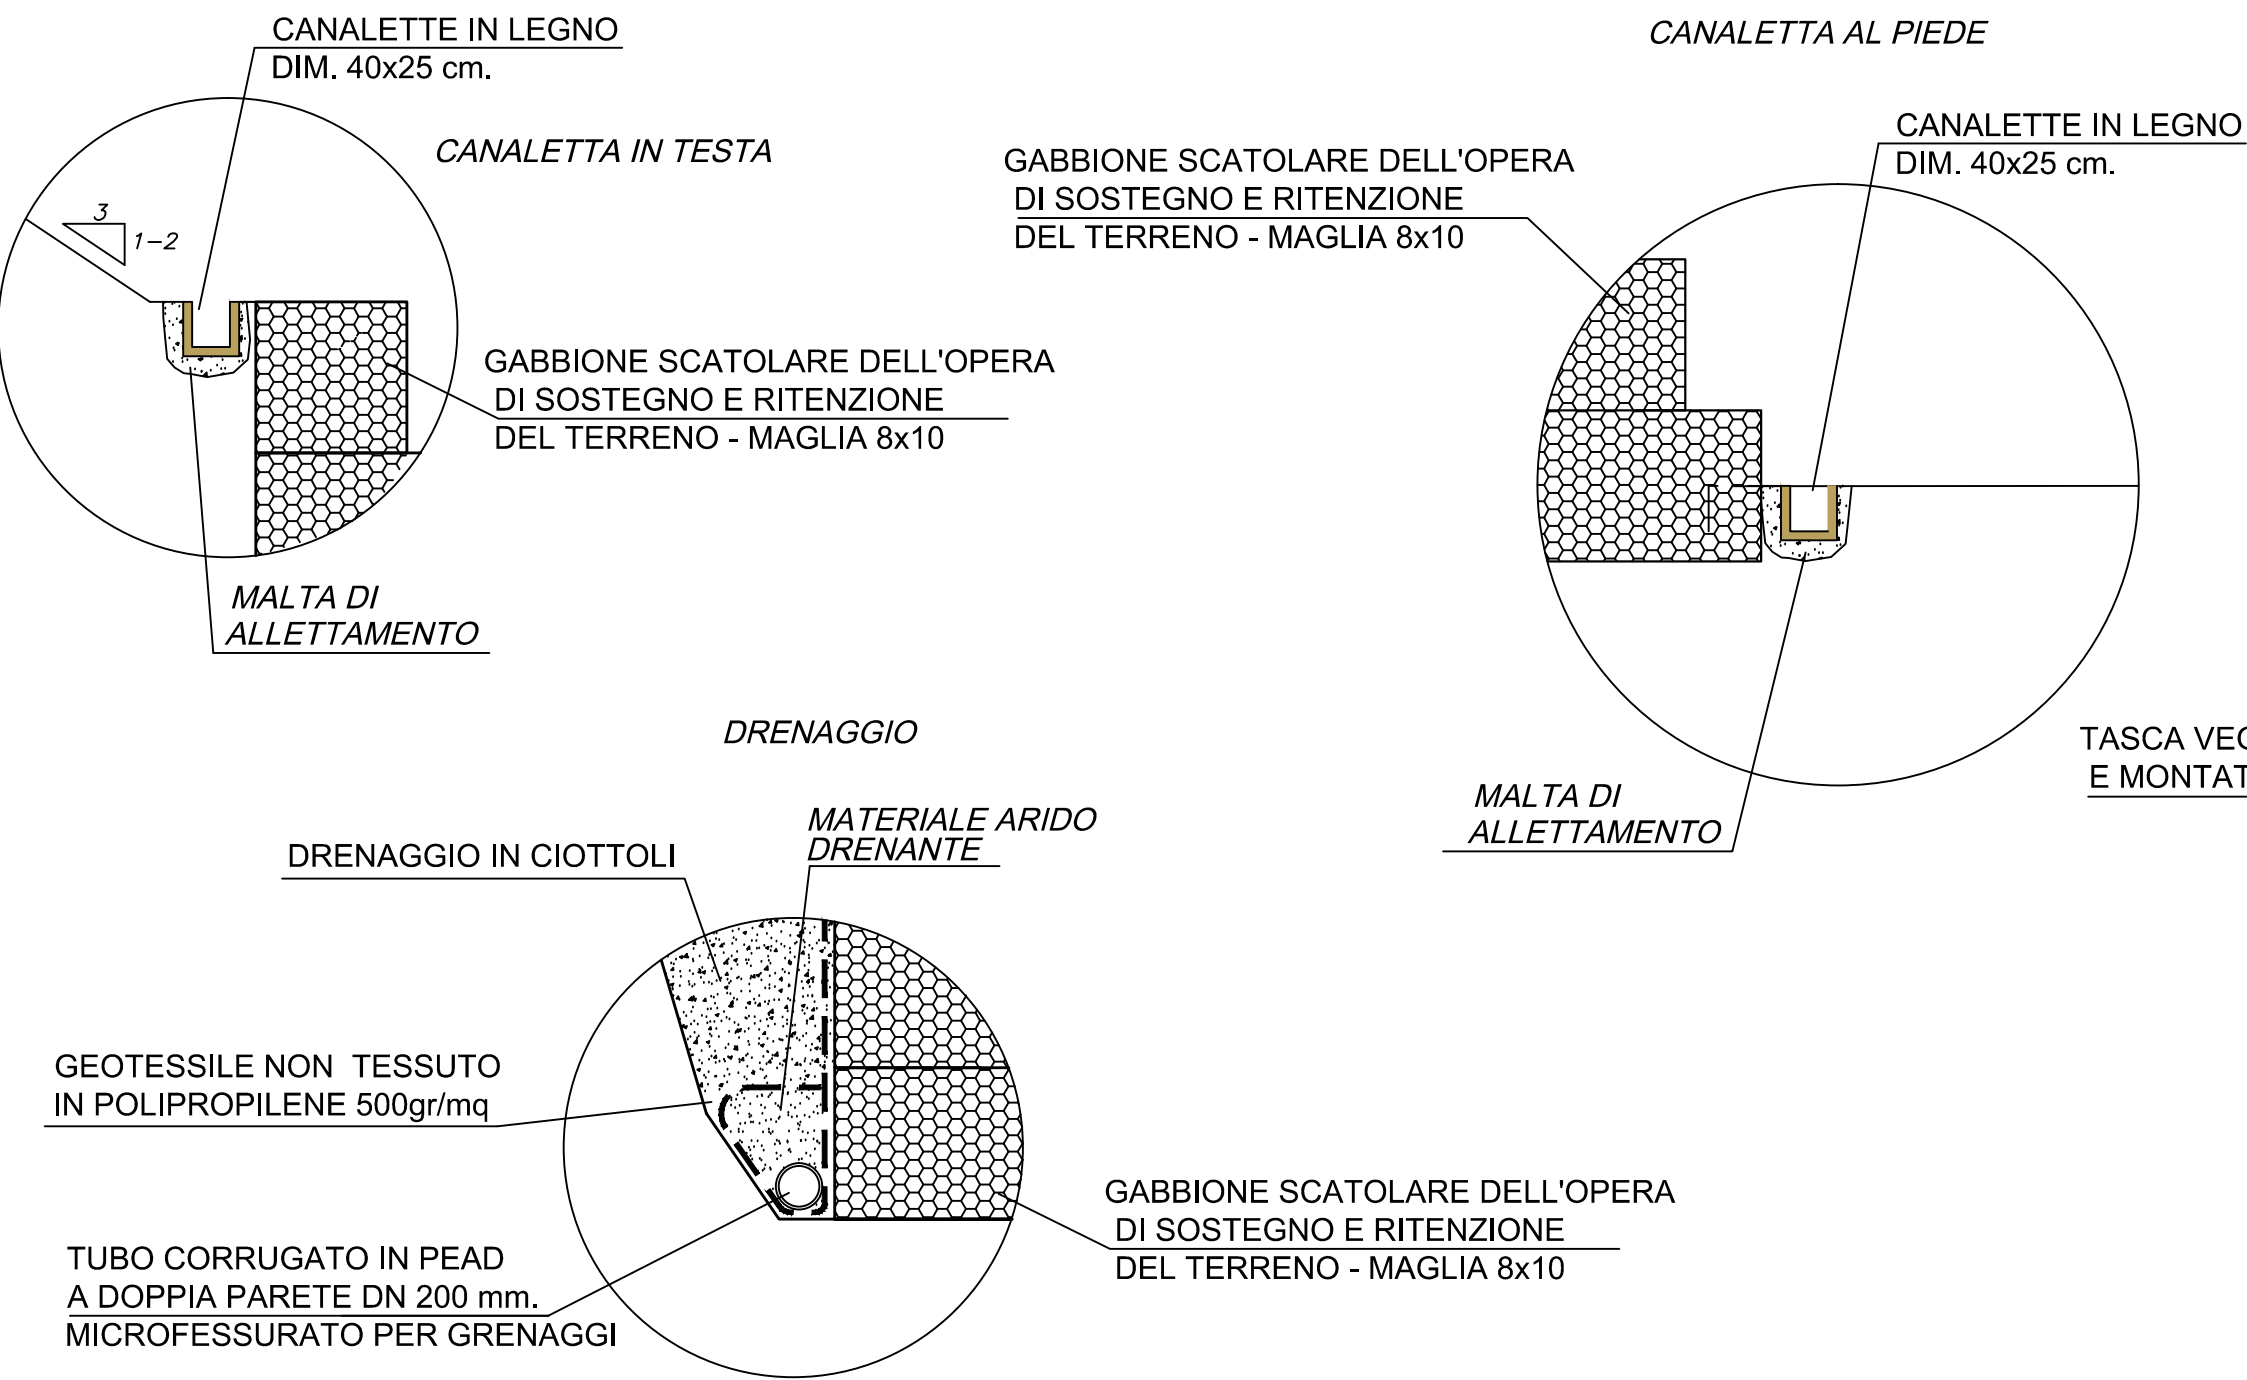 CANALETTE IN LEGNO
DIM. 40x25 cm.
CANALETTA IN TESTA
3
1-2
GABBIONE SCATOLARE DELL'OPERA
DI SOSTEGNO E RITENZIONE
DEL TERRENO - MAGLIA 8x10
MALTA DI
ALLETTAMENTO
CANALETTA AL PIEDE
CANALETTE IN LEGNO
DIM. 40x25 cm.
GABBIONE SCATOLARE DELL'OPERA
DI SOSTEGNO E RITENZIONE
DEL TERRENO - MAGLIA 8x10
MALTA DI
ALLETTAMENTO
TASCA
E
DRENAGGIO
MATERIALE ARIDO
DRENANTE
DRENAGGIO IN CIOTTOLI
GEOTESSILE NON TESSUTO
IN POLIPROPILENE 500gr/mq
TUBO CORRUGATO IN PEAD
A DOPPIA PARETE DN 200 mm.
MICROFESSURATO PER GRENAGGI
GABBIONE SCATOLARE DELL'OPERA
DI SOSTEGNO E RITENZIONE
DEL TERRENO - MAGLIA 8x10